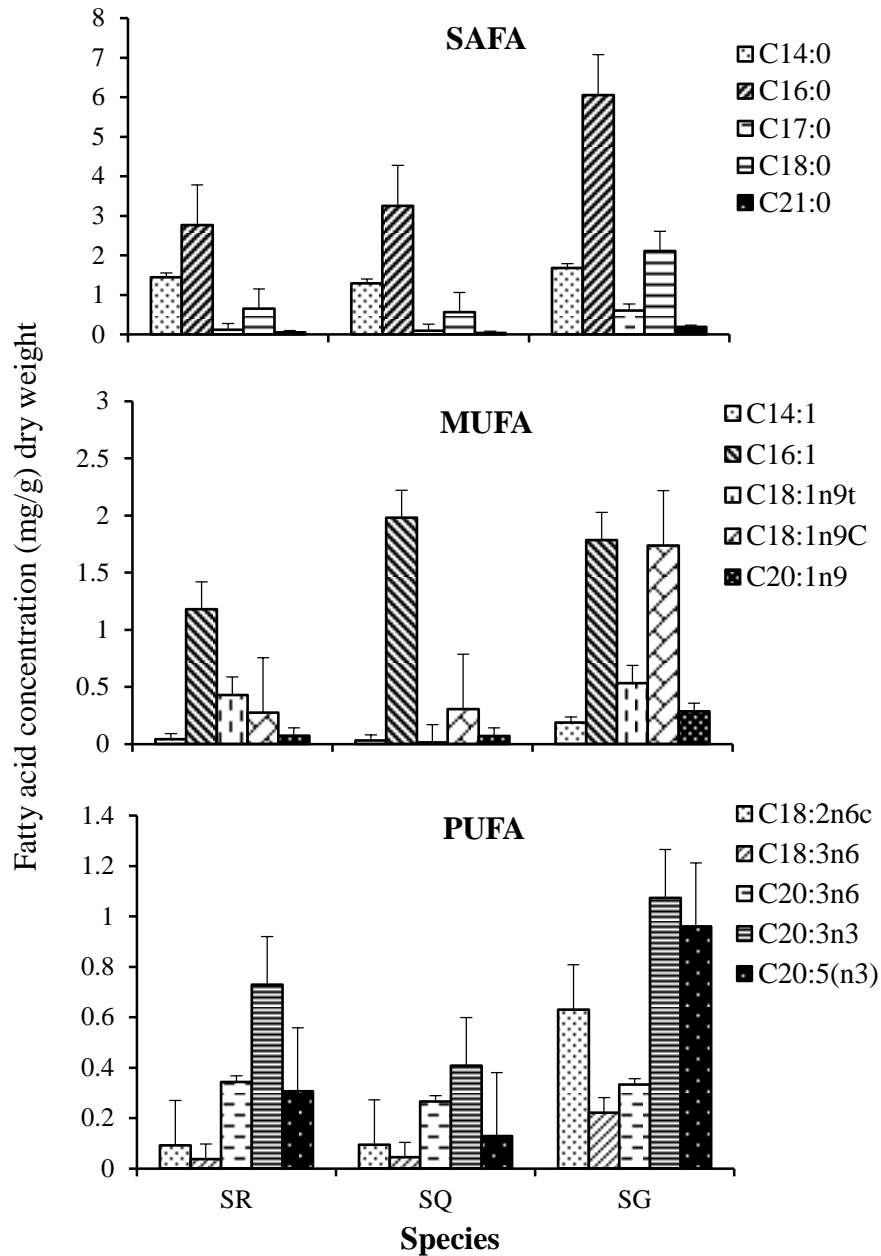 SAFA
8
7
6
5
4
3
2
1
0
C14:0
C16:0
C17:0
C18:0
C21:0
Fatty acid concentration (mg/g) dry weight
MUFA
3
2.5
2
1.5
1
0.5
0
C14:1
C16:1
C18:1n9t
C18:1n9C
C20:1n9
PUFA
1.4
1.2
1
0.8
0.6
0.4
0.2
0
C18:2n6c
C18:3n6
C20:3n6
C20:3n3
C20:5(n3)
SR SQ SG
Species